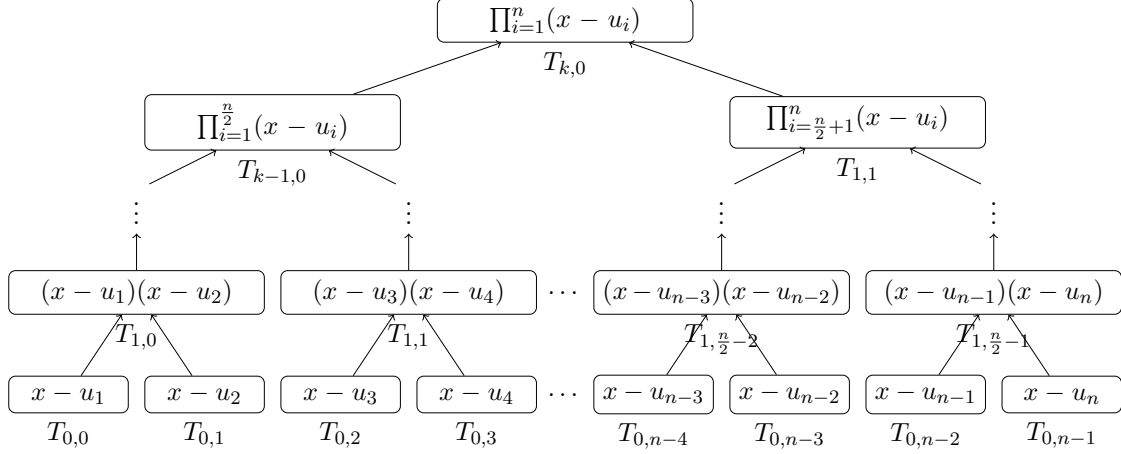 ∏_{i=1}^{n}(x − u_i)
T_{k,0}
∏_{i=1}^{n/2}(x − u_i) ∏_{i=n/2+1}^{n}(x − u_i)
T_{k−1,0} T_{1,1}
⋮ ⋮ ⋮ ⋮
(x − u_1)(x − u_2) (x − u_3)(x − u_4) ⋯ (x − u_{n−3})(x − u_{n−2}) (x − u_{n−1})(x − u_n)
T_{1,0} T_{1,1} T_{1,n/2−2} T_{1,n/2−1}
x − u_1 x − u_2 x − u_3 x − u_4 ⋯ x − u_{n−3} x − u_{n−2} x − u_{n−1} x − u_n
T_{0,0} T_{0,1} T_{0,2} T_{0,3} T_{0,n−4} T_{0,n−3} T_{0,n−2} T_{0,n−1}